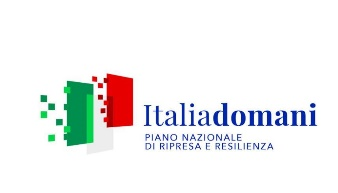 Italiadomani
PIANO NAZIONALE
DI RIPRESA E RESILIENZA